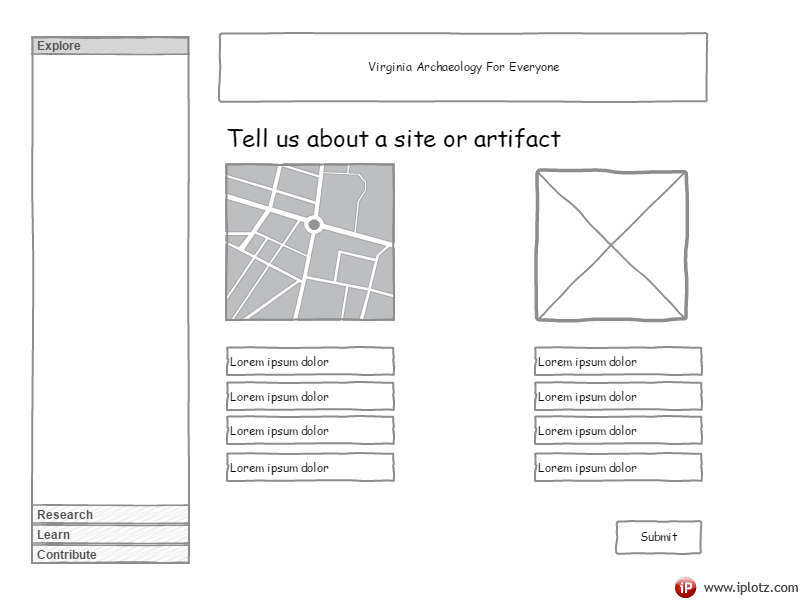 Explore
Virginia Archaeology For Everyone
Tell us about a site or artifact
Lorem ipsum dolor
Lorem ipsum dolor
Lorem ipsum dolor
Lorem ipsum dolor
Lorem ipsum dolor
Lorem ipsum dolor
Lorem ipsum dolor
Lorem ipsum dolor
Research
Learn
Contribute
Submit
iP www.iplotz.com